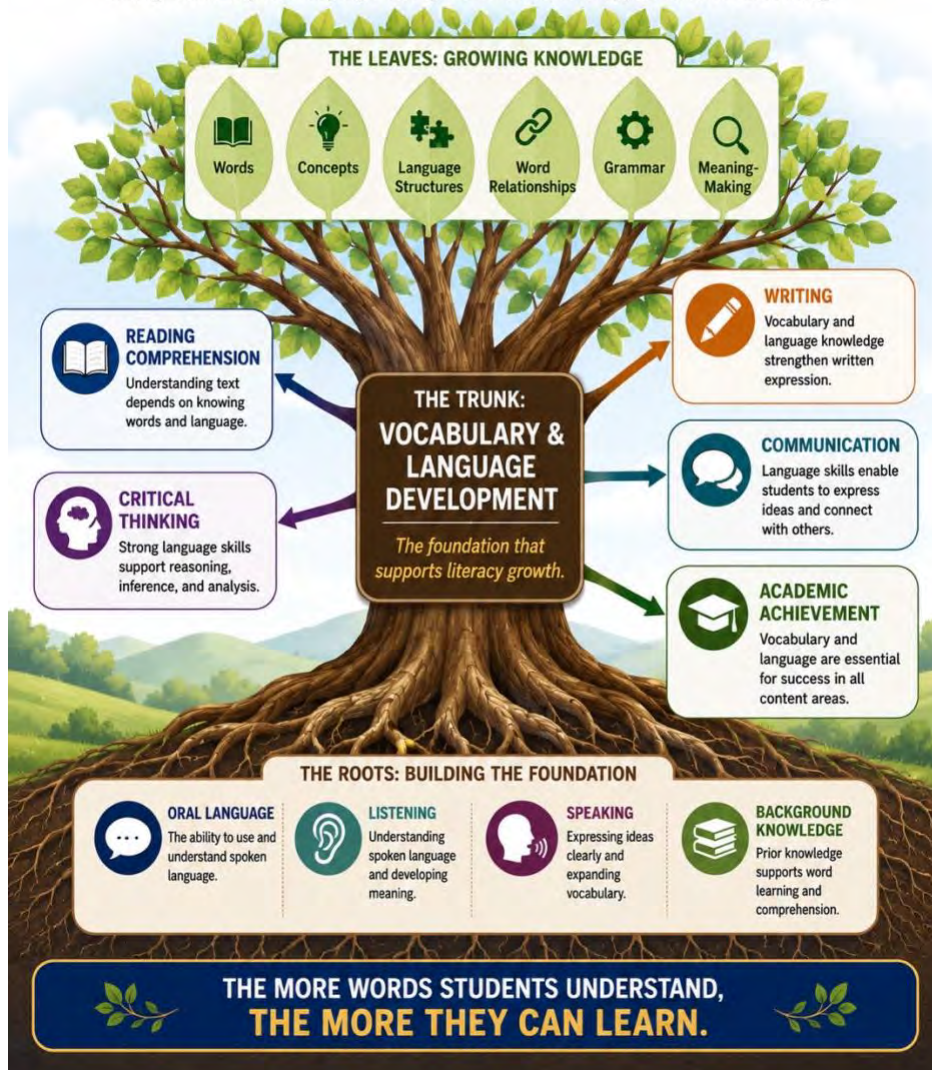 THE LEAVES: GROWING KNOWLEDGE
Words
Concepts
Language
Structures
Word
Relationships
Grammar
Meaning-
Making
READING
COMPREHENSION
Understanding text
depends on knowing
words and language.
CRITICAL
THINKING
Strong language skills
support reasoning,
inference, and analysis.
THE TRUNK:
VOCABULARY &
LANGUAGE
DEVELOPMENT
The foundation that
supports literacy growth.
WRITING
Vocabulary and
language knowledge
strengthen written
expression.
COMMUNICATION
Language skills enable
students to express
ideas and connect
with others.
ACADEMIC
ACHIEVEMENT
Vocabulary and
language are essential
for success in all
content areas.
THE ROOTS: BUILDING THE FOUNDATION
ORAL LANGUAGE
The ability to use and
understand spoken
language.
LISTENING
Understanding
spoken language
and developing
meaning.
SPEAKING
Expressing ideas
clearly and
expanding
vocabulary.
BACKGROUND
KNOWLEDGE
Prior knowledge
supports word
learning and
comprehension.
THE MORE WORDS STUDENTS UNDERSTAND,
THE MORE THEY CAN LEARN.